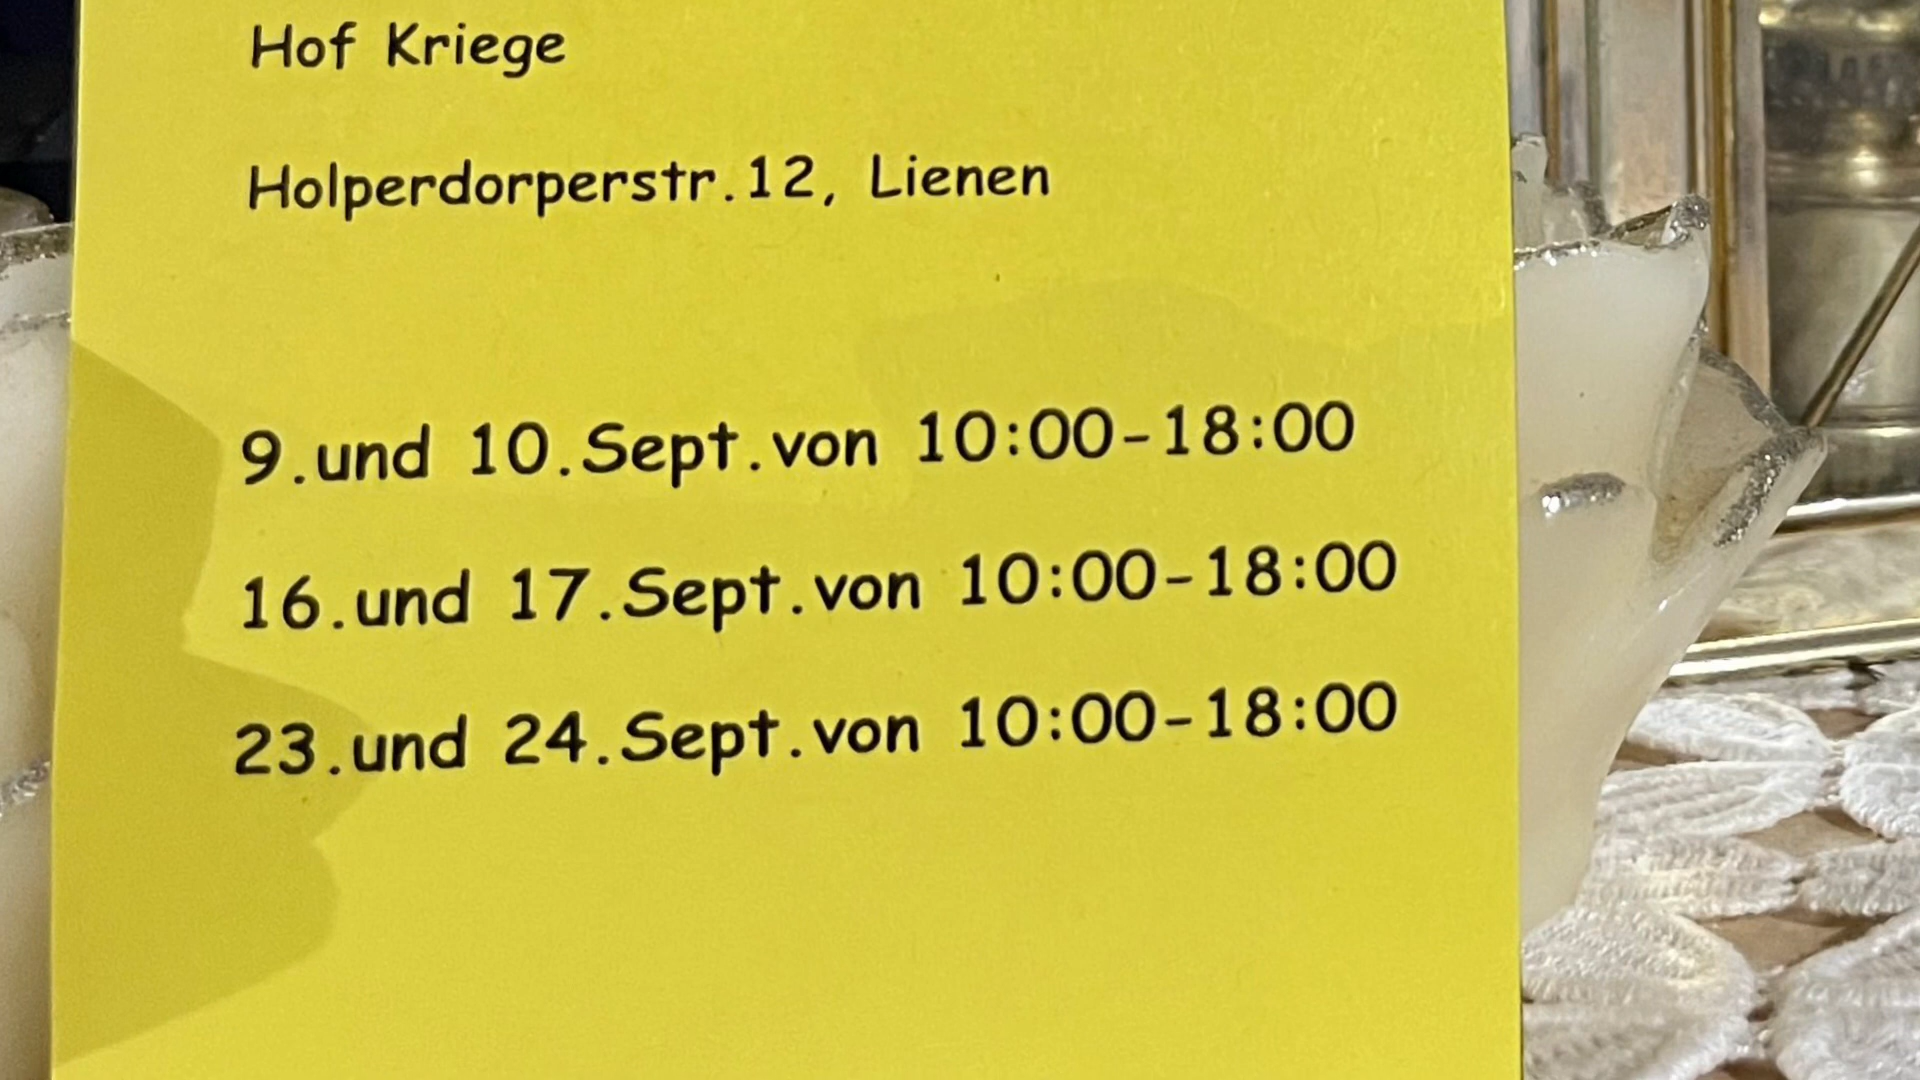 Hof Kriege
Holperdorperstr.12, Lienen
9.und 10.Sept.von 10:00-18:00
16.und 17.Sept.von 10:00-18:00
23.und 24.Sept.von 10:00-18:00